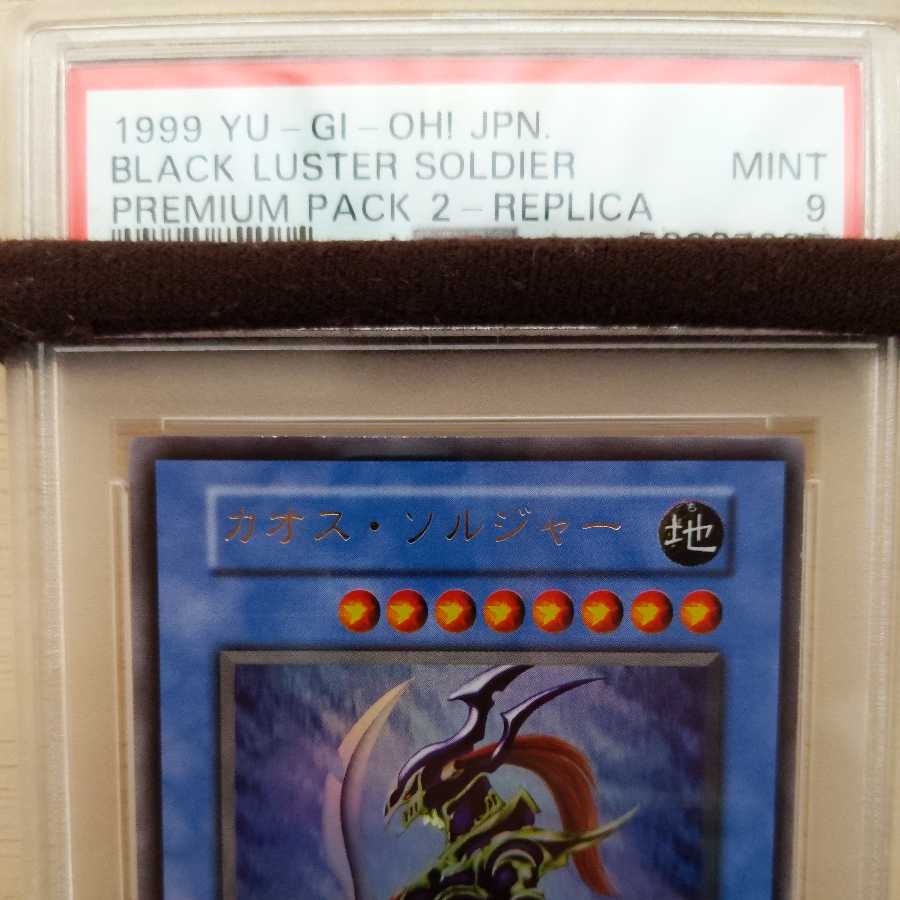 1999 YU-GI-OH! JPN.
BLACK LUSTER SOLDIER MINT
PREMIUM PACK 2-REPLICA 9
カオス・ソルジャー
ち
地